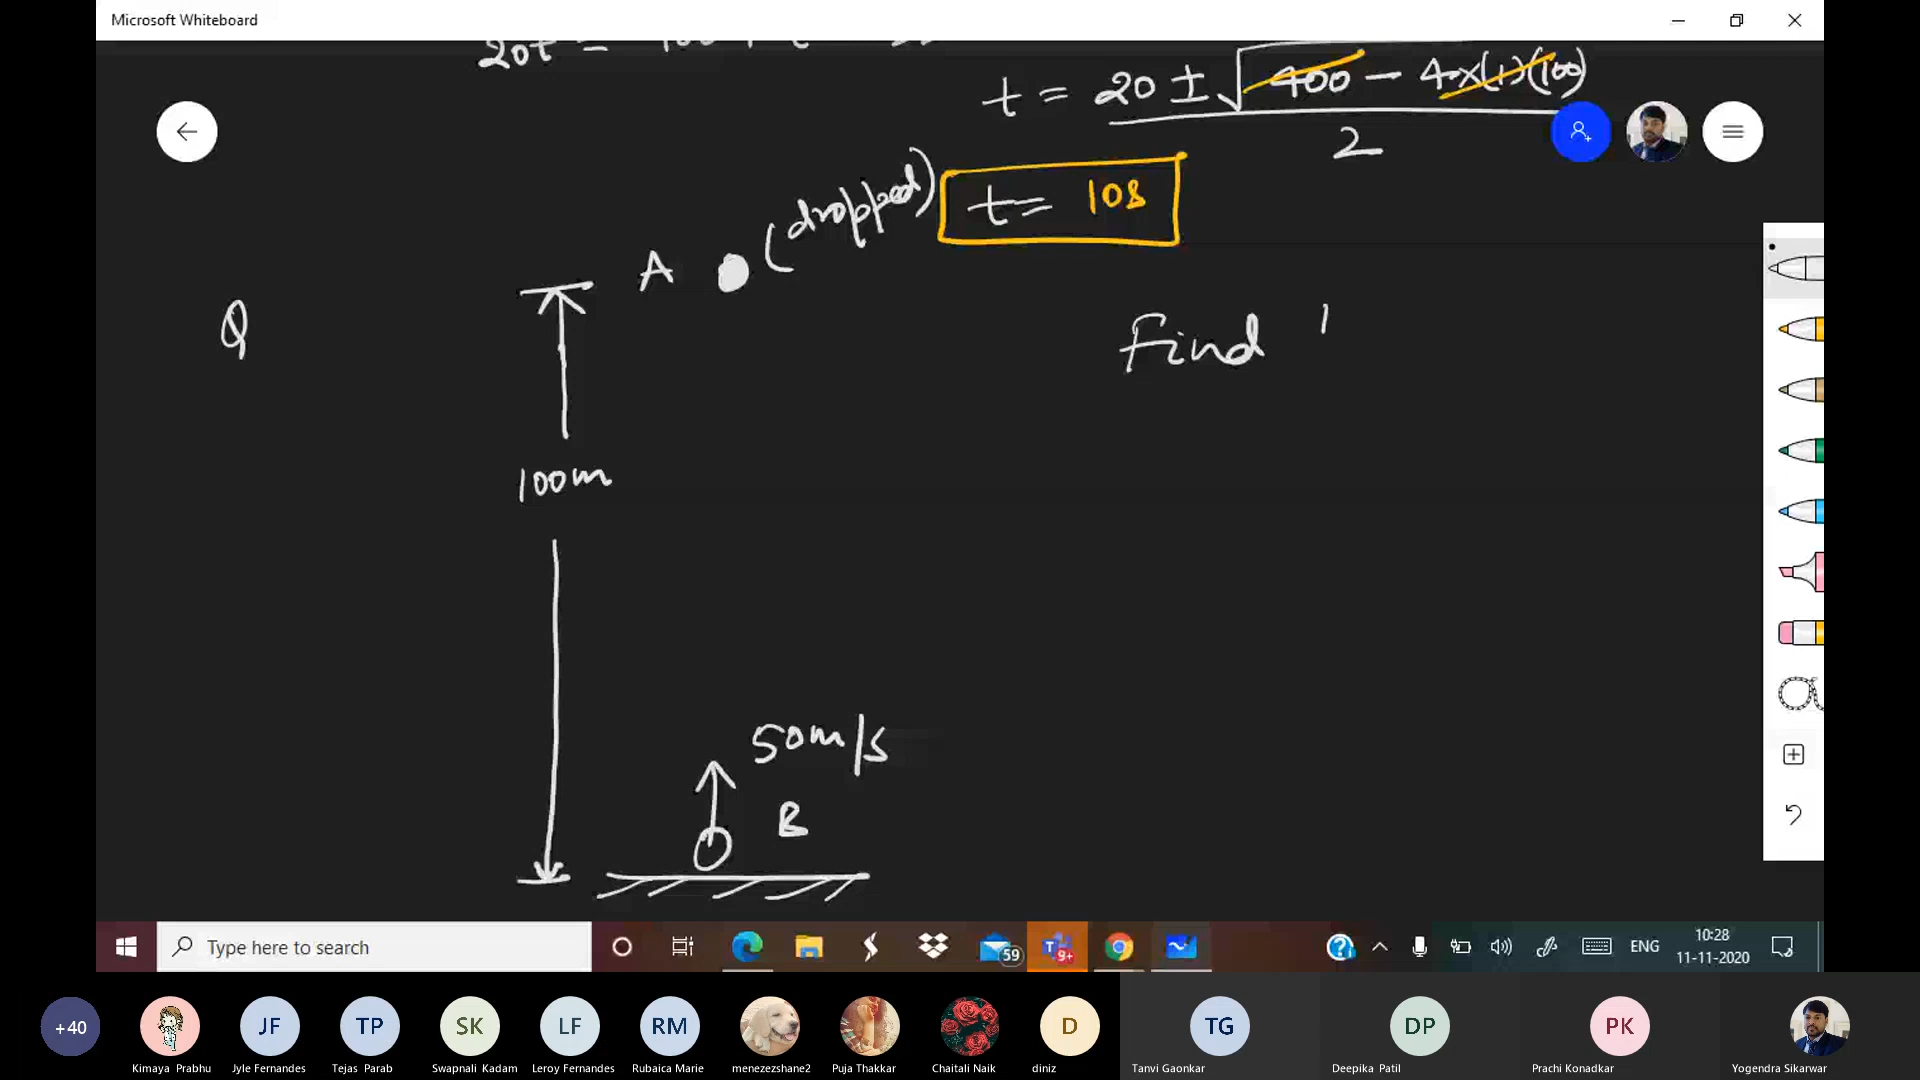 Microsoft Whiteboard
20t =
t = 20 ± √400 - 4x(1)(100)
2
(dropped)
t = 10s
A
Q
Find
100m
50m/s
B
Type here to search
59
9+
ENG
10:28
11-11-2020
+40
JF
TP
SK
LF
RM
D
TG
DP
PK
Kimaya Prabhu
Jyle Fernandes
Tejas Parab
Swapnali Kadam
Leroy Fernandes
Rubaica Marie
menezezshane2
Puja Thakkar
Chaitali Naik
diniz
Tanvi Gaonkar
Deepika Patil
Prachi Konadkar
Yogendra Sikarwar